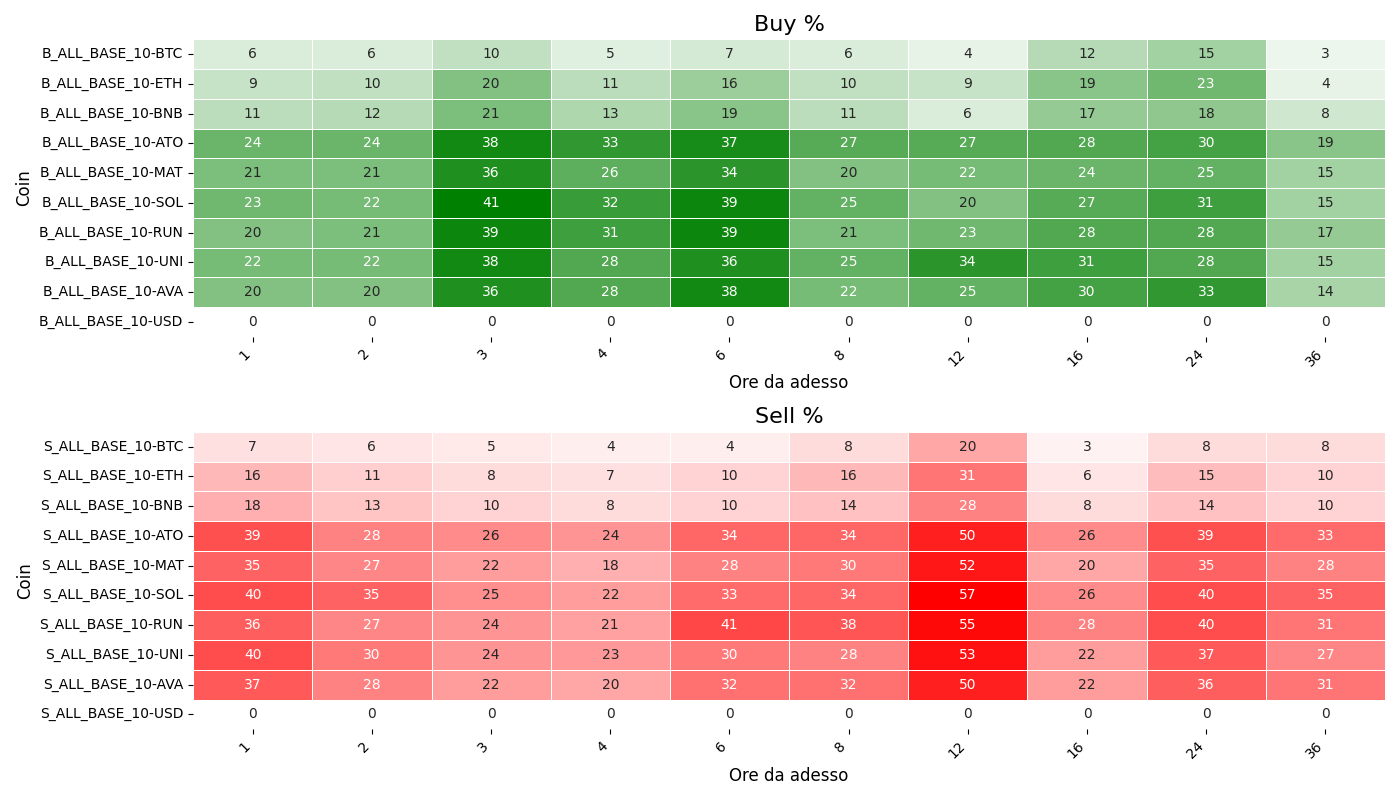 Buy %
Coin
B_ALL_BASE_10-BTC 6 6 10 5 7 6 4 12 15 3
B_ALL_BASE_10-ETH 9 10 20 11 16 10 9 19 23 4
B_ALL_BASE_10-BNB 11 12 21 13 19 11 6 17 18 8
B_ALL_BASE_10-ATO 24 24 38 33 37 27 27 28 30 19
B_ALL_BASE_10-MAT 21 21 36 26 34 20 22 24 25 15
B_ALL_BASE_10-SOL 23 22 41 32 39 25 20 27 31 15
B_ALL_BASE_10-RUN 20 21 39 31 39 21 23 28 28 17
B_ALL_BASE_10-UNI 22 22 38 28 36 25 34 31 28 15
B_ALL_BASE_10-AVA 20 20 36 28 38 22 25 30 33 14
B_ALL_BASE_10-USD 0 0 0 0 0 0 0 0 0 0
1 2 3 4 6 8 12 16 24 36
Ore da adesso
Sell %
Coin
S_ALL_BASE_10-BTC 7 6 5 4 4 8 20 3 8 8
S_ALL_BASE_10-ETH 16 11 8 7 10 16 31 6 15 10
S_ALL_BASE_10-BNB 18 13 10 8 10 14 28 8 14 10
S_ALL_BASE_10-ATO 39 28 26 24 34 34 50 26 39 33
S_ALL_BASE_10-MAT 35 27 22 18 28 30 52 20 35 28
S_ALL_BASE_10-SOL 40 35 25 22 33 34 57 26 40 35
S_ALL_BASE_10-RUN 36 27 24 21 41 38 55 28 40 31
S_ALL_BASE_10-UNI 40 30 24 23 30 28 53 22 37 27
S_ALL_BASE_10-AVA 37 28 22 20 32 32 50 22 36 31
S_ALL_BASE_10-USD 0 0 0 0 0 0 0 0 0 0
1 2 3 4 6 8 12 16 24 36
Ore da adesso